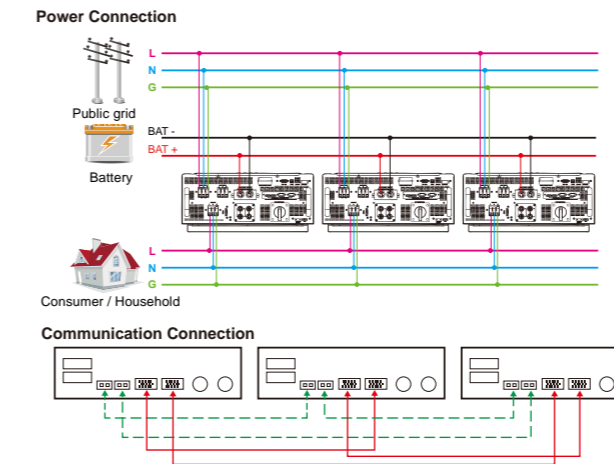 Power Connection
L
N
G
Public grid
BAT -
BAT +
Battery
L
N
G
Consumer / Household
Communication Connection